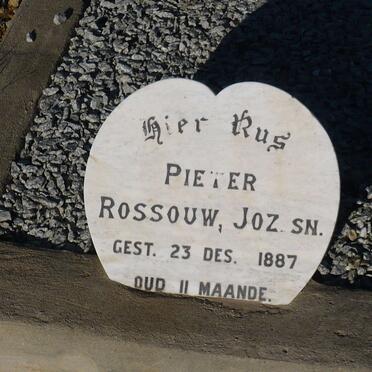 Hier Rus
PIETER
ROSSOUW, JOZ. SN.
GEST. 23 DES. 1887
OUD 11 MAANDE.